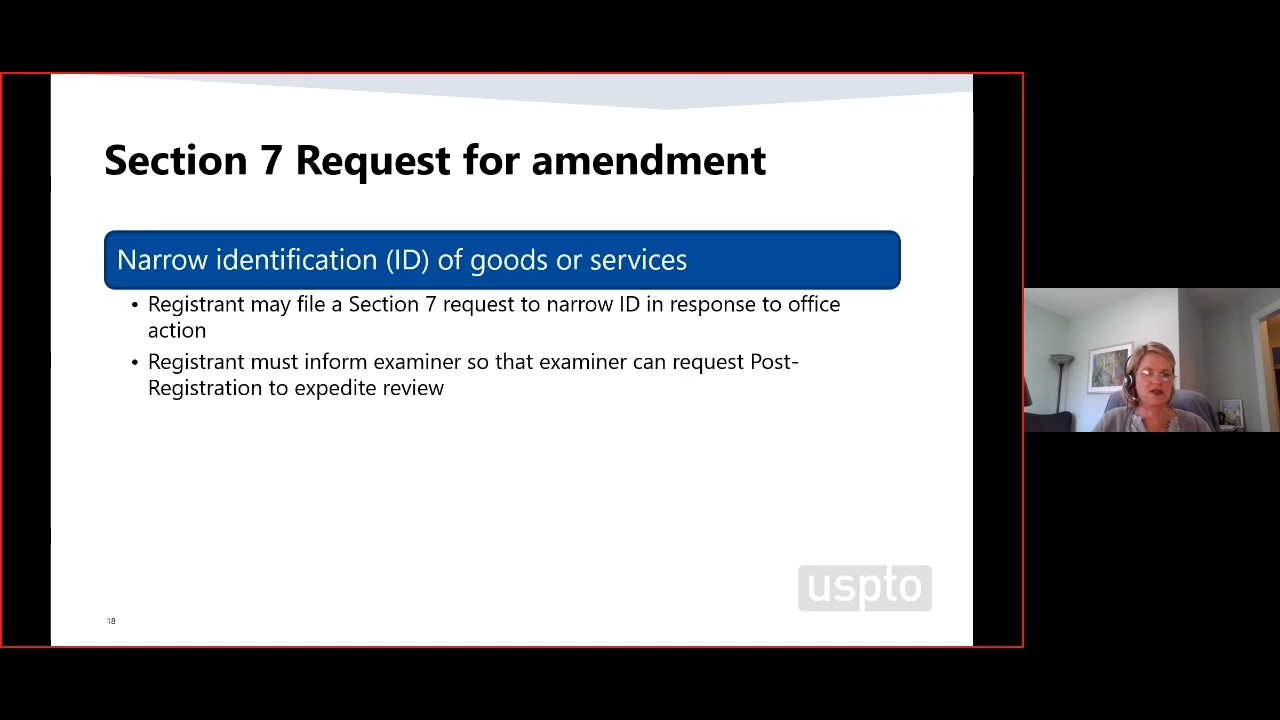 Section 7 Request for amendment
Narrow identification (ID) of goods or services
• Registrant may file a Section 7 request to narrow ID in response to office
action
• Registrant must inform examiner so that examiner can request Post-
Registration to expedite review
uspto
18